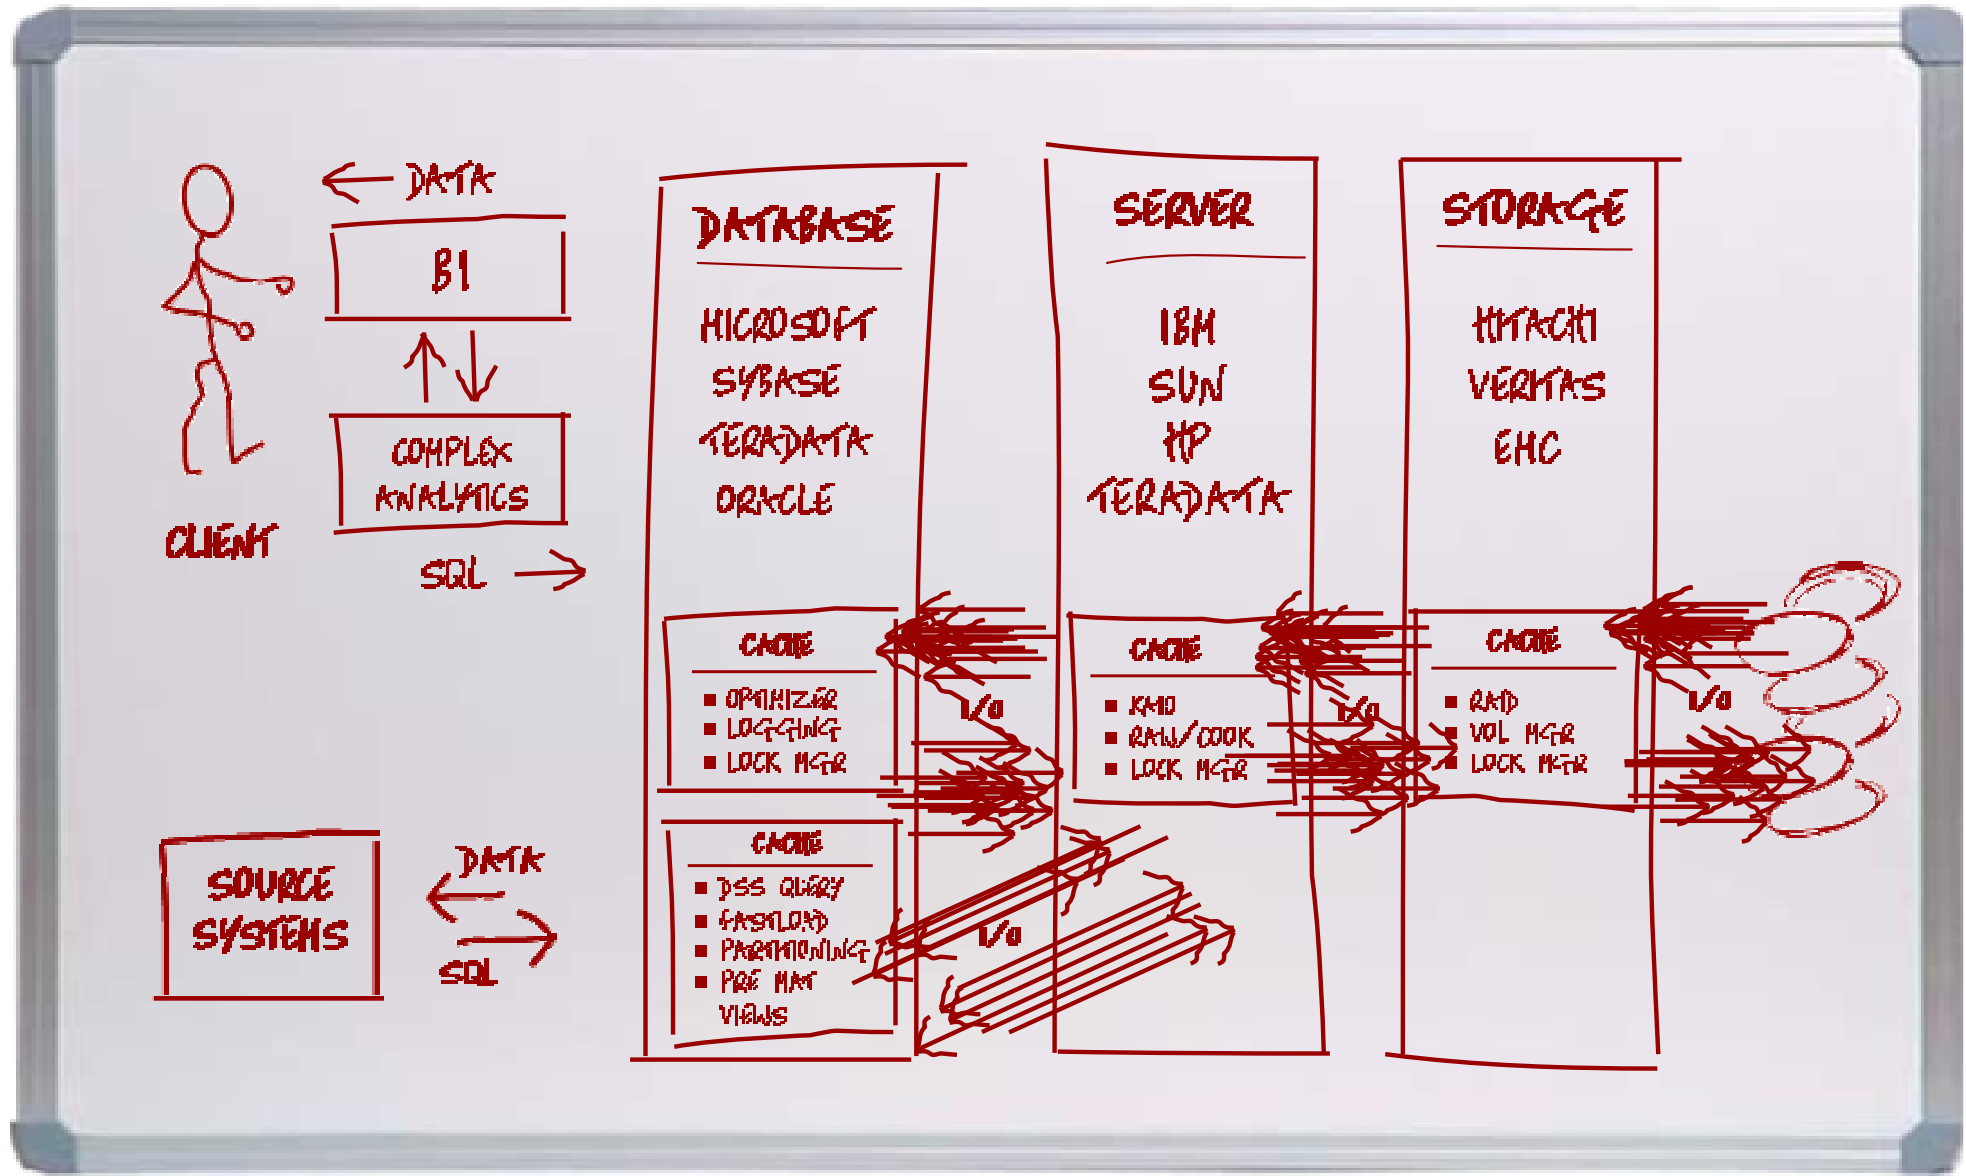 DATA
BI
COMPLEX
ANALYTICS
CLIENT
SQL
SOURCE
SYSTEMS
DATA
SQL
DATABASE
MICROSOFT
SYBASE
TERADATA
ORACLE
CACHE
OPTIMIZER
LOGGING
LOCK MGR
CACHE
DSS QUERY
FASTLOAD
PARTITIONING
PRE MAT
VIEWS
I/O
I/O
SERVER
IBM
SUN
HP
TERADATA
CACHE
KAIO
RAW/COOK
LOCK MGR
I/O
STORAGE
HITACHI
VERITAS
EMC
CACHE
RAID
VOL MGR
LOCK MGR
I/O